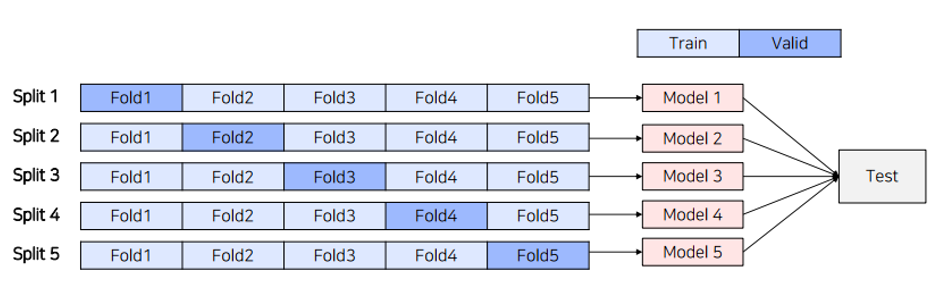 Train Valid
Split 1 Fold1 Fold2 Fold3 Fold4 Fold5 Model 1
Split 2 Fold1 Fold2 Fold3 Fold4 Fold5 Model 2
Split 3 Fold1 Fold2 Fold3 Fold4 Fold5 Model 3 Test
Split 4 Fold1 Fold2 Fold3 Fold4 Fold5 Model 4
Split 5 Fold1 Fold2 Fold3 Fold4 Fold5 Model 5